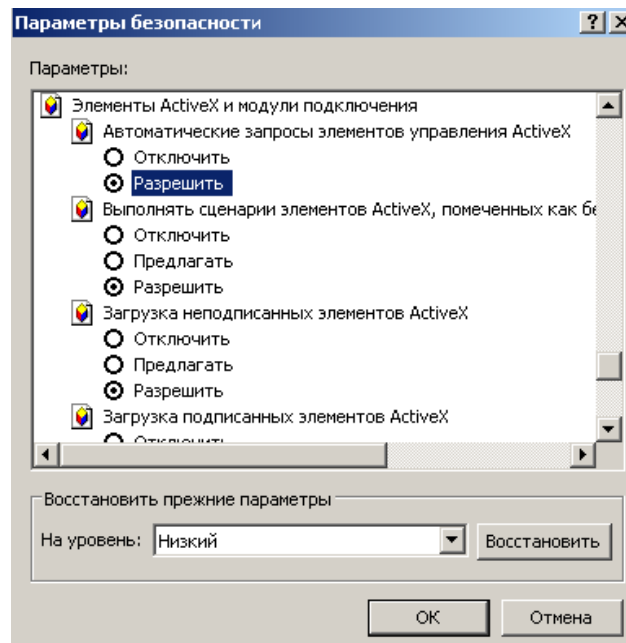 Параметры безопасности
Параметры:
Элементы ActiveX и модули подключения
Автоматические запросы элементов управления ActiveX
Отключить
Разрешить
Выполнять сценарии элементов ActiveX, помеченных как бе
Отключить
Предлагать
Разрешить
Загрузка неподписанных элементов ActiveX
Отключить
Предлагать
Разрешить
Загрузка подписанных элементов ActiveX
Отключить
Восстановить прежние параметры
На уровень: Низкий Восстановить
ОК Отмена